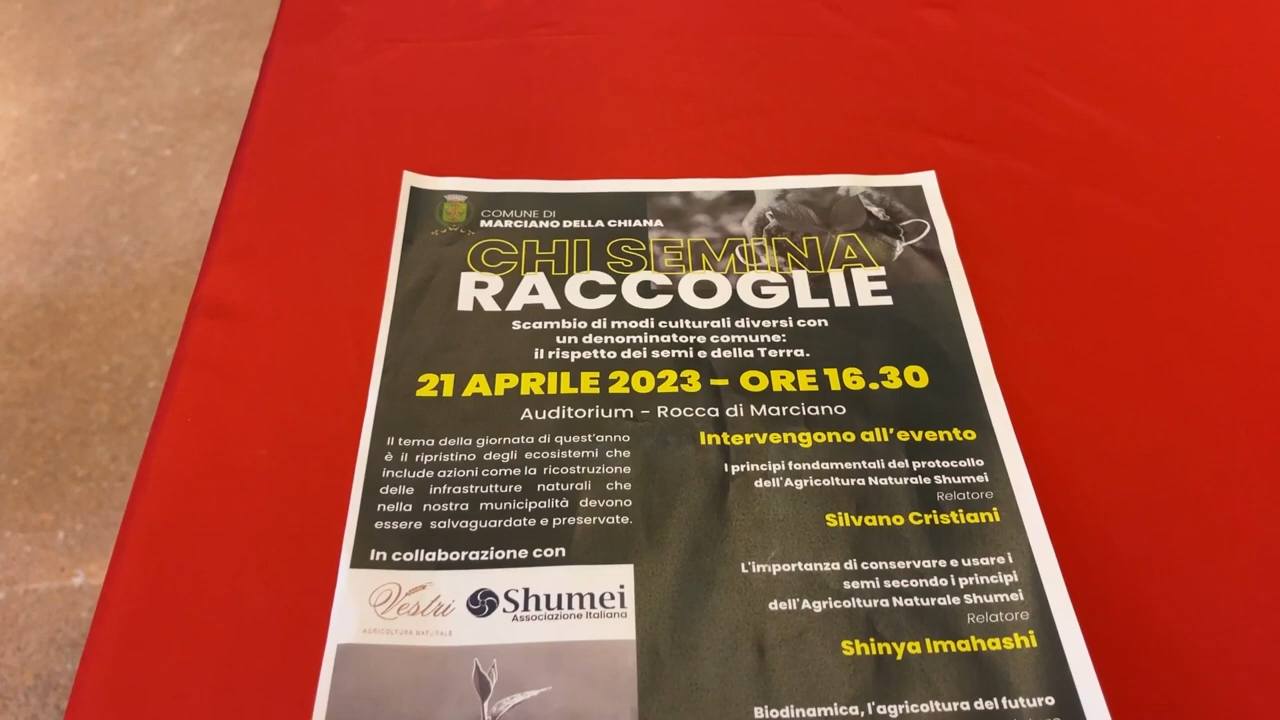 COMUNE DI
MARCIANO DELLA CHIANA
CHI SEMINA
RACCOGLIE
Scambio di modi culturali diversi con
un denominatore comune:
il rispetto dei semi e della Terra.
21 APRILE 2023 – ORE 16.30
Auditorium - Rocca di Marciano
Il tema della giornata di quest'anno
è il ripristino degli ecosistemi che
include azioni come la ricostruzione
delle infrastrutture naturali che
nella nostra municipalità devono
essere salvaguardate e preservate.
In collaborazione con
Vestri
AGRICOLTURA NATURALE
Shumei
Associazione Italiana
Intervengono all'evento
I principi fondamentali del protocollo
dell'Agricoltura Naturale Shumei
Relatore
Silvano Cristiani
L'importanza di conservare e usare i
semi secondo i principi
dell'Agricoltura Naturale Shumei
Relatore
Shinya Imahashi
Biodinamica, l'agricoltura del futuro